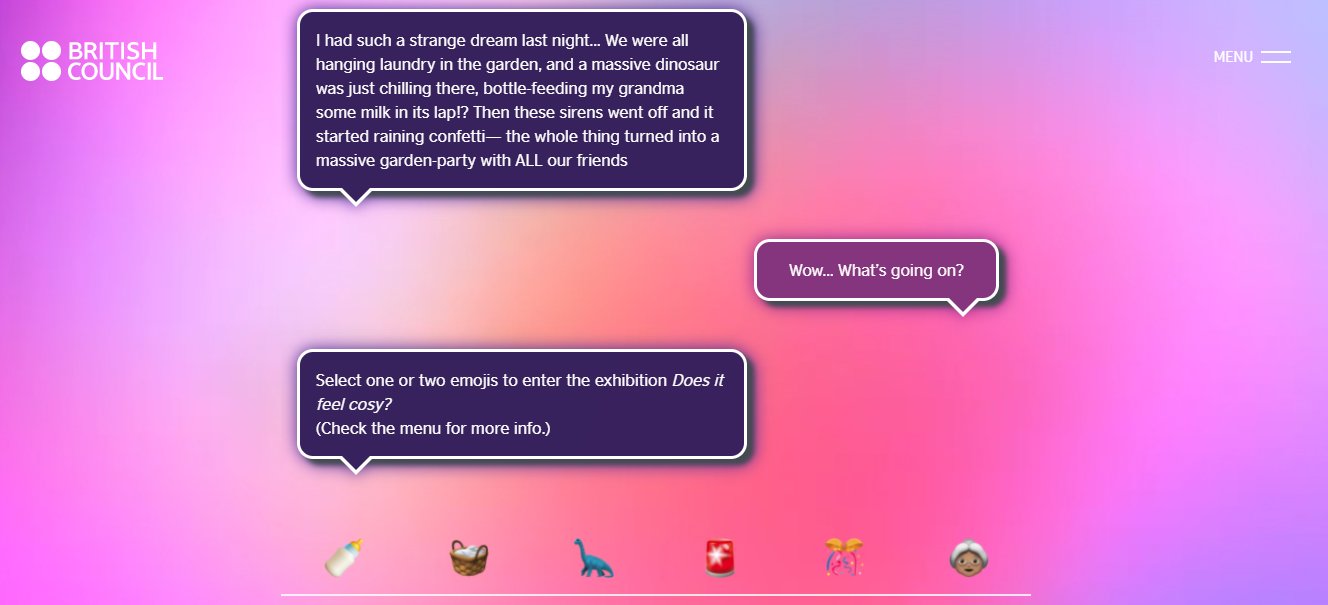 BRITISH
COUNCIL
MENU
I had such a strange dream last night... We were all
hanging laundry in the garden, and a massive dinosaur
was just chilling there, bottle-feeding my grandma
some milk in its lap!? Then these sirens went off and it
started raining confetti— the whole thing turned into a
massive garden-party with ALL our friends
Wow... What's going on?
Select one or two emojis to enter the exhibition Does it
feel cosy?
(Check the menu for more info.)